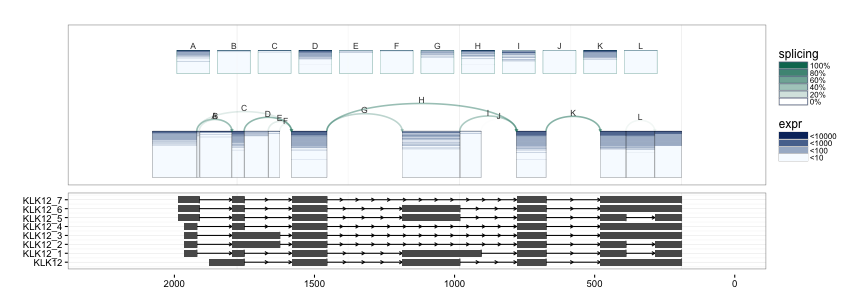 A B C D E F G H I J K L
splicing
100%
80%
60%
40%
20%
0%
H
C G
B D E F I J K L
expr
<10000
<1000
<100
<10
KLK12_7
KLK12_6
KLK12_5
KLK12_4
KLK12_3
KLK12_2
KLK12_1
KLK12
2000 1500 1000 500 0